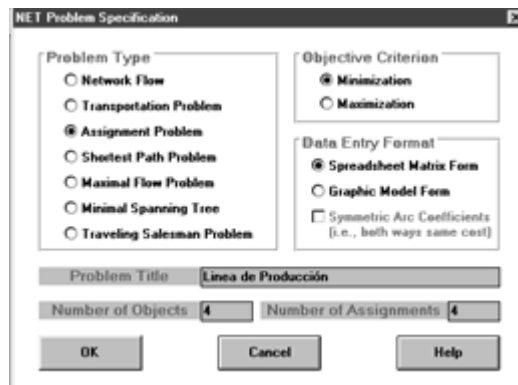 NET Problem Specification
Problem Type
Network Flow
Transportation Problem
Assignment Problem
Shortest Path Problem
Maximal Flow Problem
Minimal Spanning Tree
Traveling Salesman Problem
Objective Criterion
Minimization
Maximization
Data Entry Format
Spreadsheet Matrix Form
Graphic Model Form
Symmetric Arc Coefficients
(i.e., both ways same cost)
Problem Title Linea de Producción
Number of Objects 4 Number of Assignments 4
OK Cancel Help